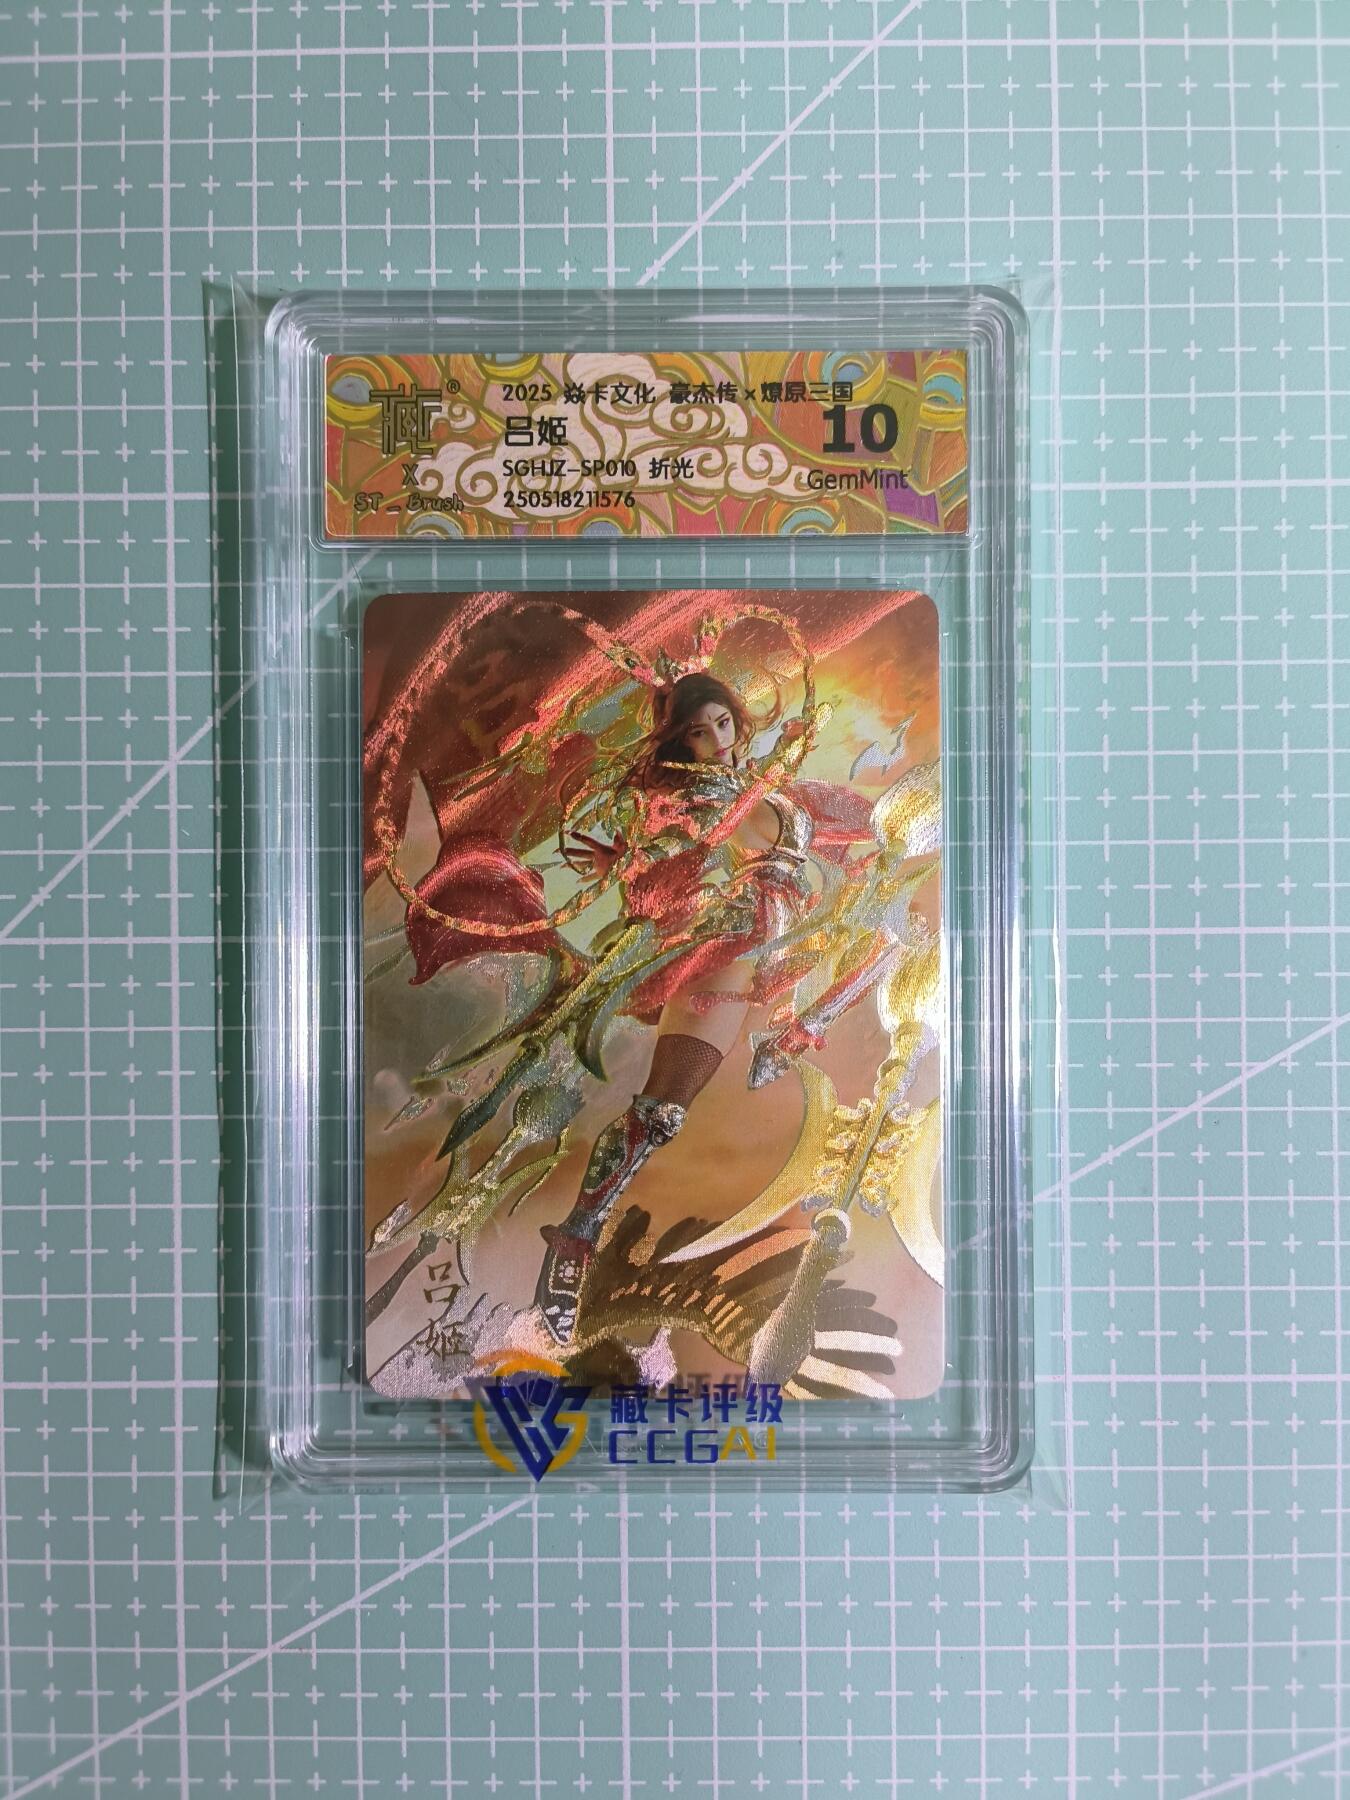 藏®
X
ST_Brush
2025 焱卡文化 豪杰传×燎原三国
吕姬
SGHJZ-SP010 折光
250518211576
10
GemMint
吕姬
藏卡评级
CCGAI